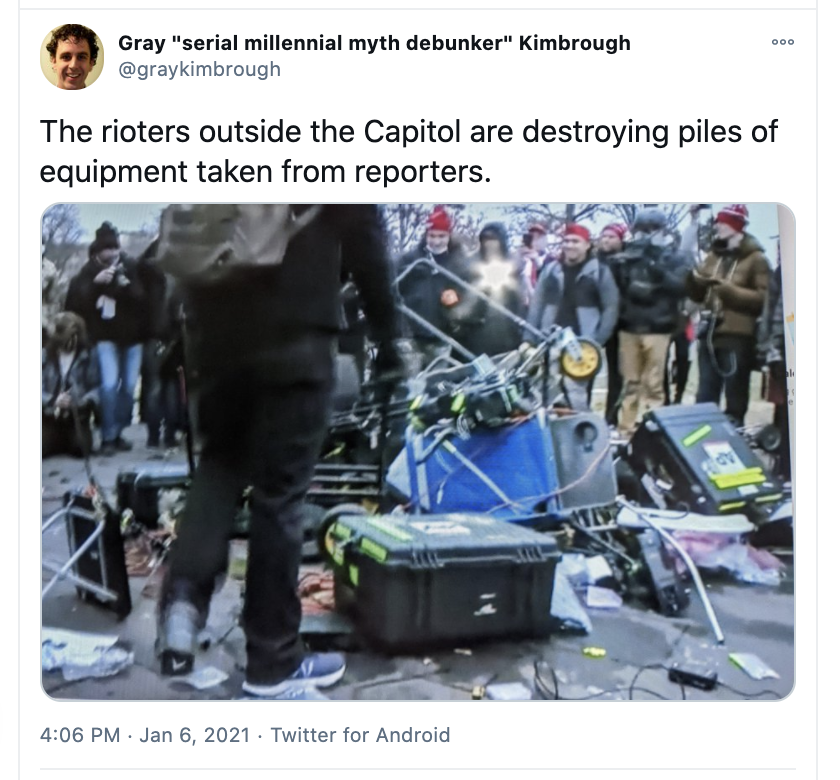 Gray "serial millennial myth debunker" Kimbrough
@graykimbrough
The rioters outside the Capitol are destroying piles of
equipment taken from reporters.
4:06 PM · Jan 6, 2021 · Twitter for Android